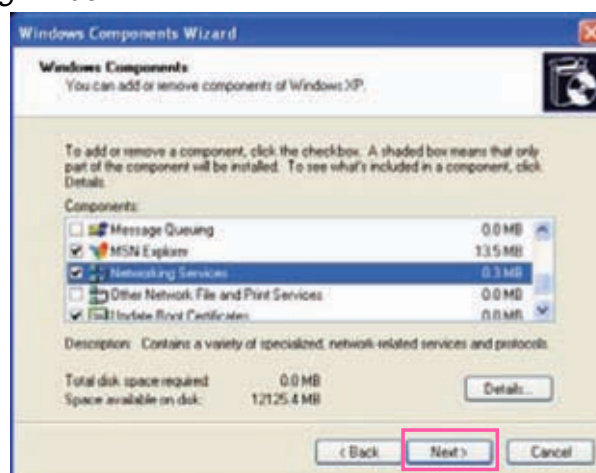 Windows Components Wizard
Windows Components
You can add or remove components of Windows XP.
To add or remove a component, click the checkbox. A shaded box means that only
part of the component will be installed. To see what's included in a component, click
Details.
Components:
Message Queuing 0.0 MB
MSN Explorer 13.5 MB
Networking Services 0.3 MB
Other Network File and Print Services 0.0 MB
Update Root Certificates 0.0 MB
Description: Contains a variety of specialized, network-related services and protocols.
Total disk space required: 0.0 MB
Space available on disk: 12125.4 MB
Details...
< Back
Next >
Cancel